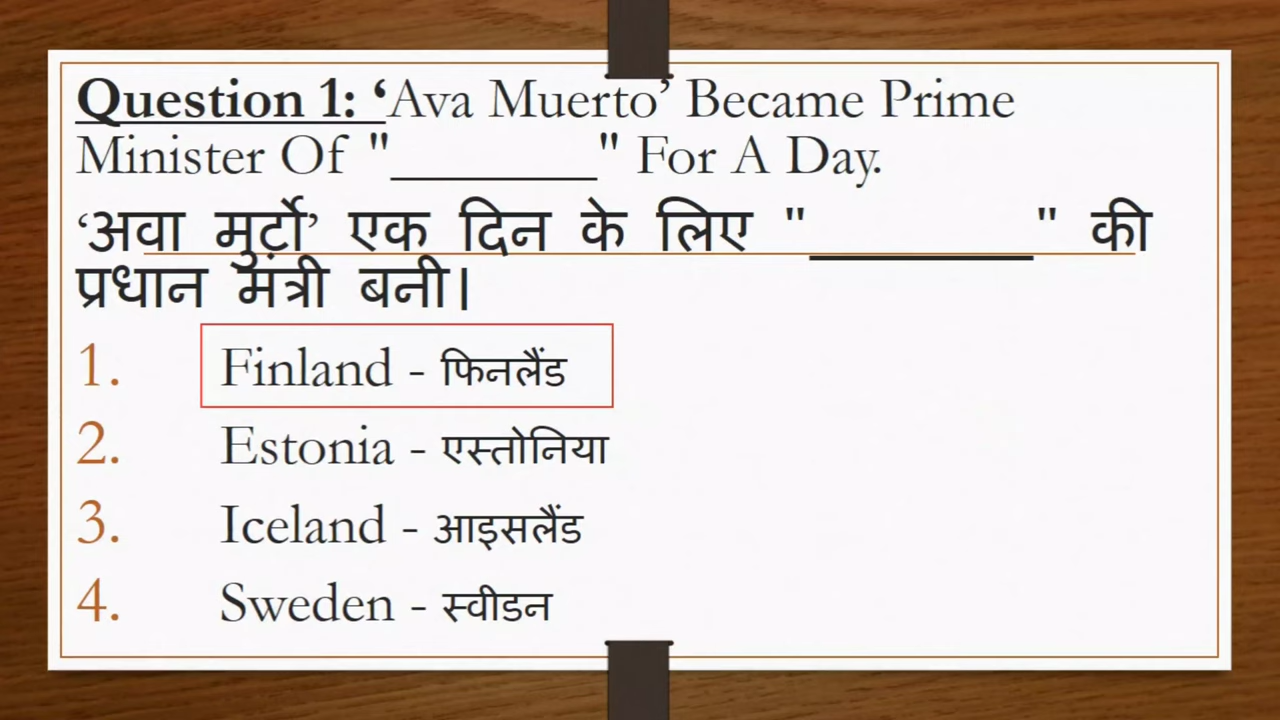 Question 1: ‘Ava Muerto’ Became Prime
Minister Of "________" For A Day.
‘अवा मुर्टो’ एक दिन के लिए "________" की
प्रधान मंत्री बनी।
1. Finland - फिनलैंड
2. Estonia - एस्तोनिया
3. Iceland - आइसलैंड
4. Sweden - स्वीडन